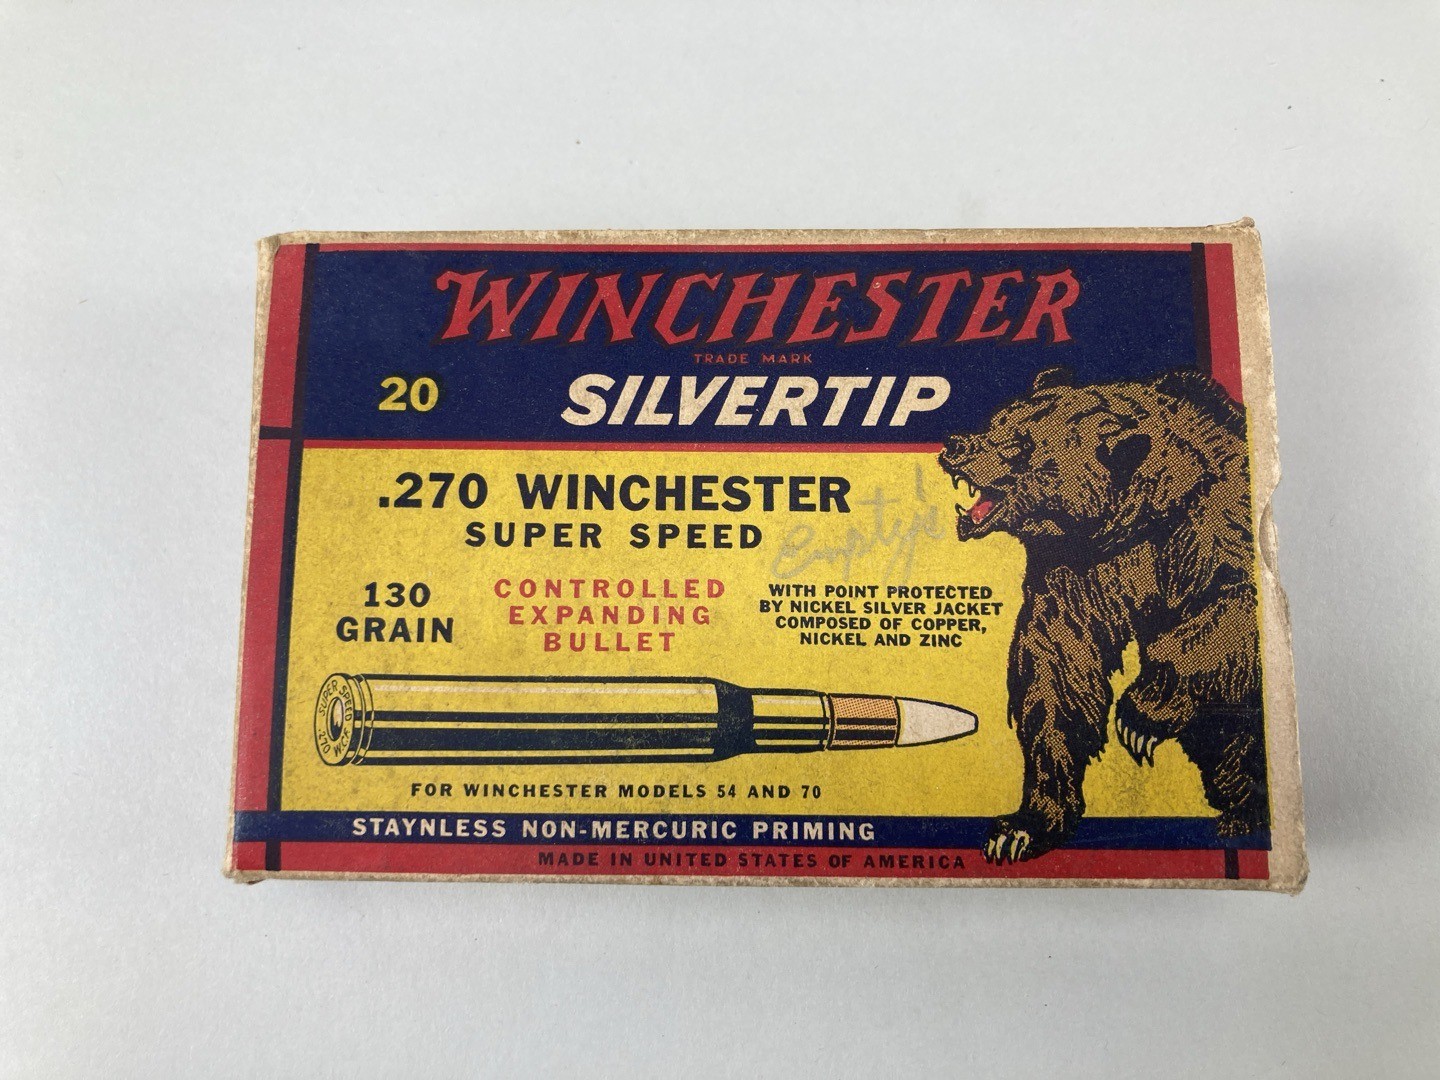 WINCHESTER
TRADE MARK
20
SILVERTIP
.270 WINCHESTER
SUPER SPEED
Empty's
130
GRAIN
CONTROLLED
EXPANDING
BULLET
WITH POINT PROTECTED
BY NICKEL SILVER JACKET
COMPOSED OF COPPER,
NICKEL AND ZINC
SUPER SPEED
.270 W.C.F.
FOR WINCHESTER MODELS 54 AND 70
STAYNLESS NON-MERCURIC PRIMING
MADE IN UNITED STATES OF AMERICA